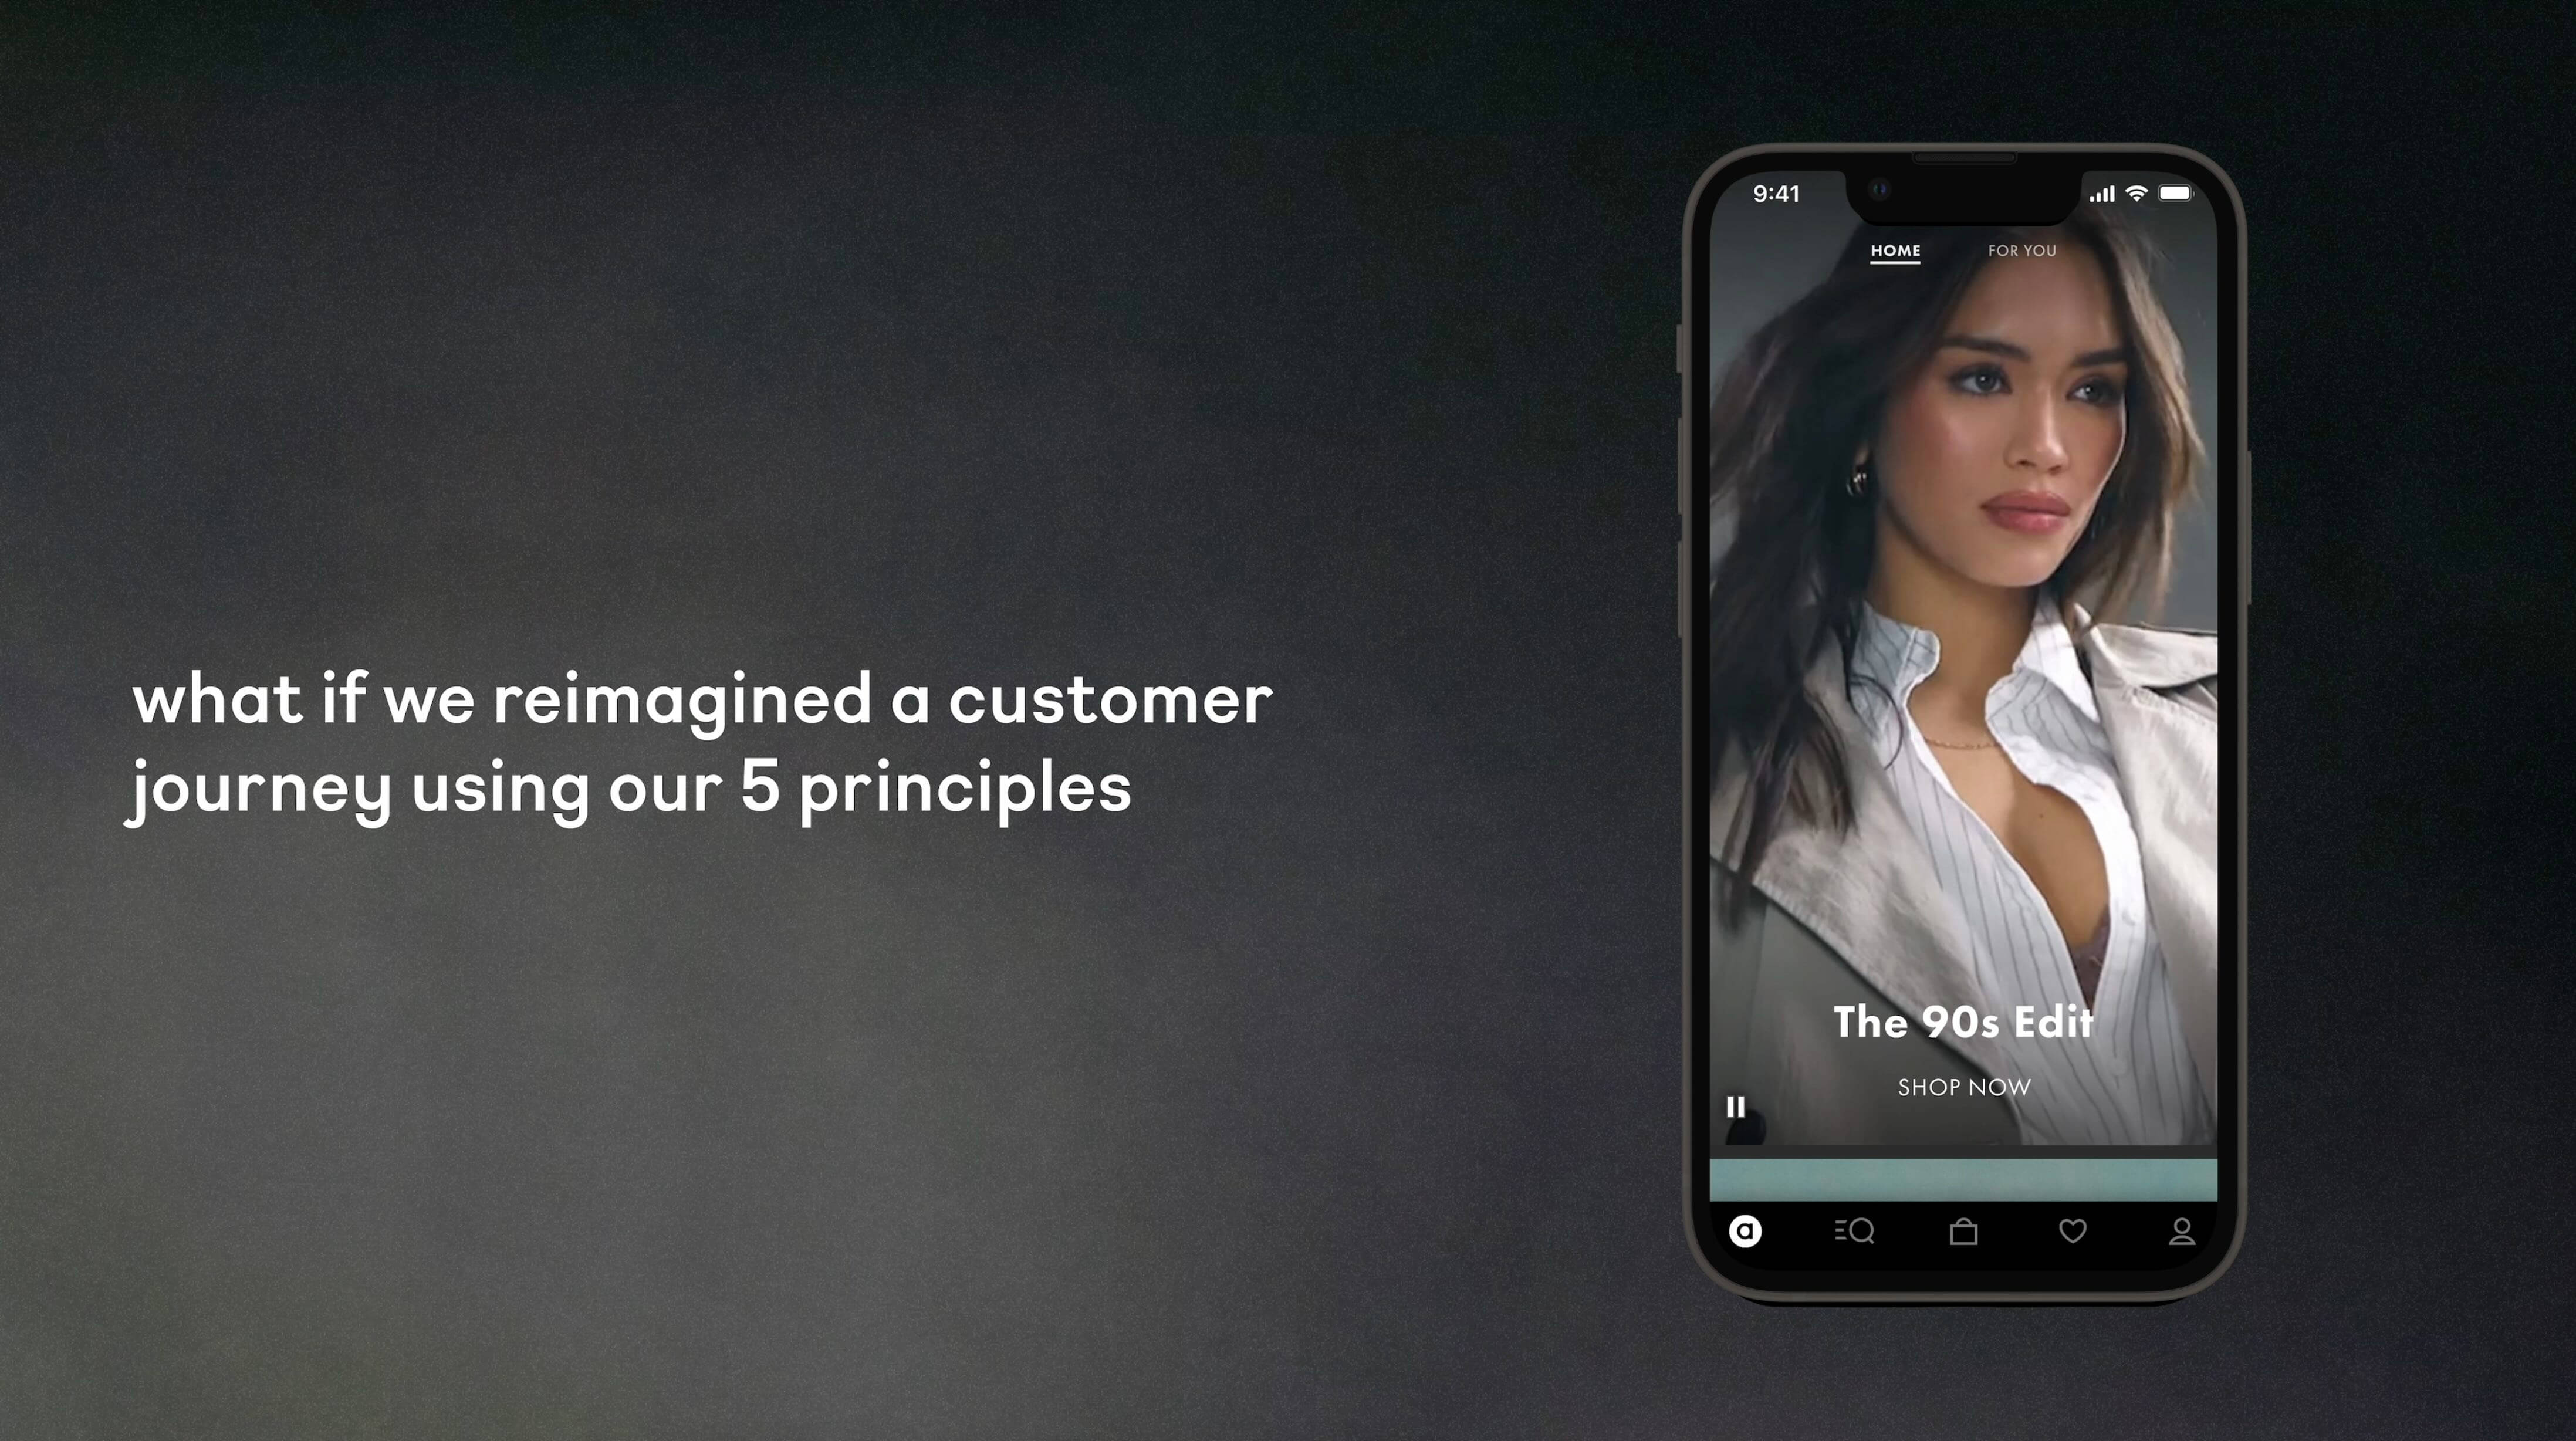 what if we reimagined a customer
journey using our 5 principles
9:41
HOME FOR YOU
The 90s Edit
SHOP NOW
a